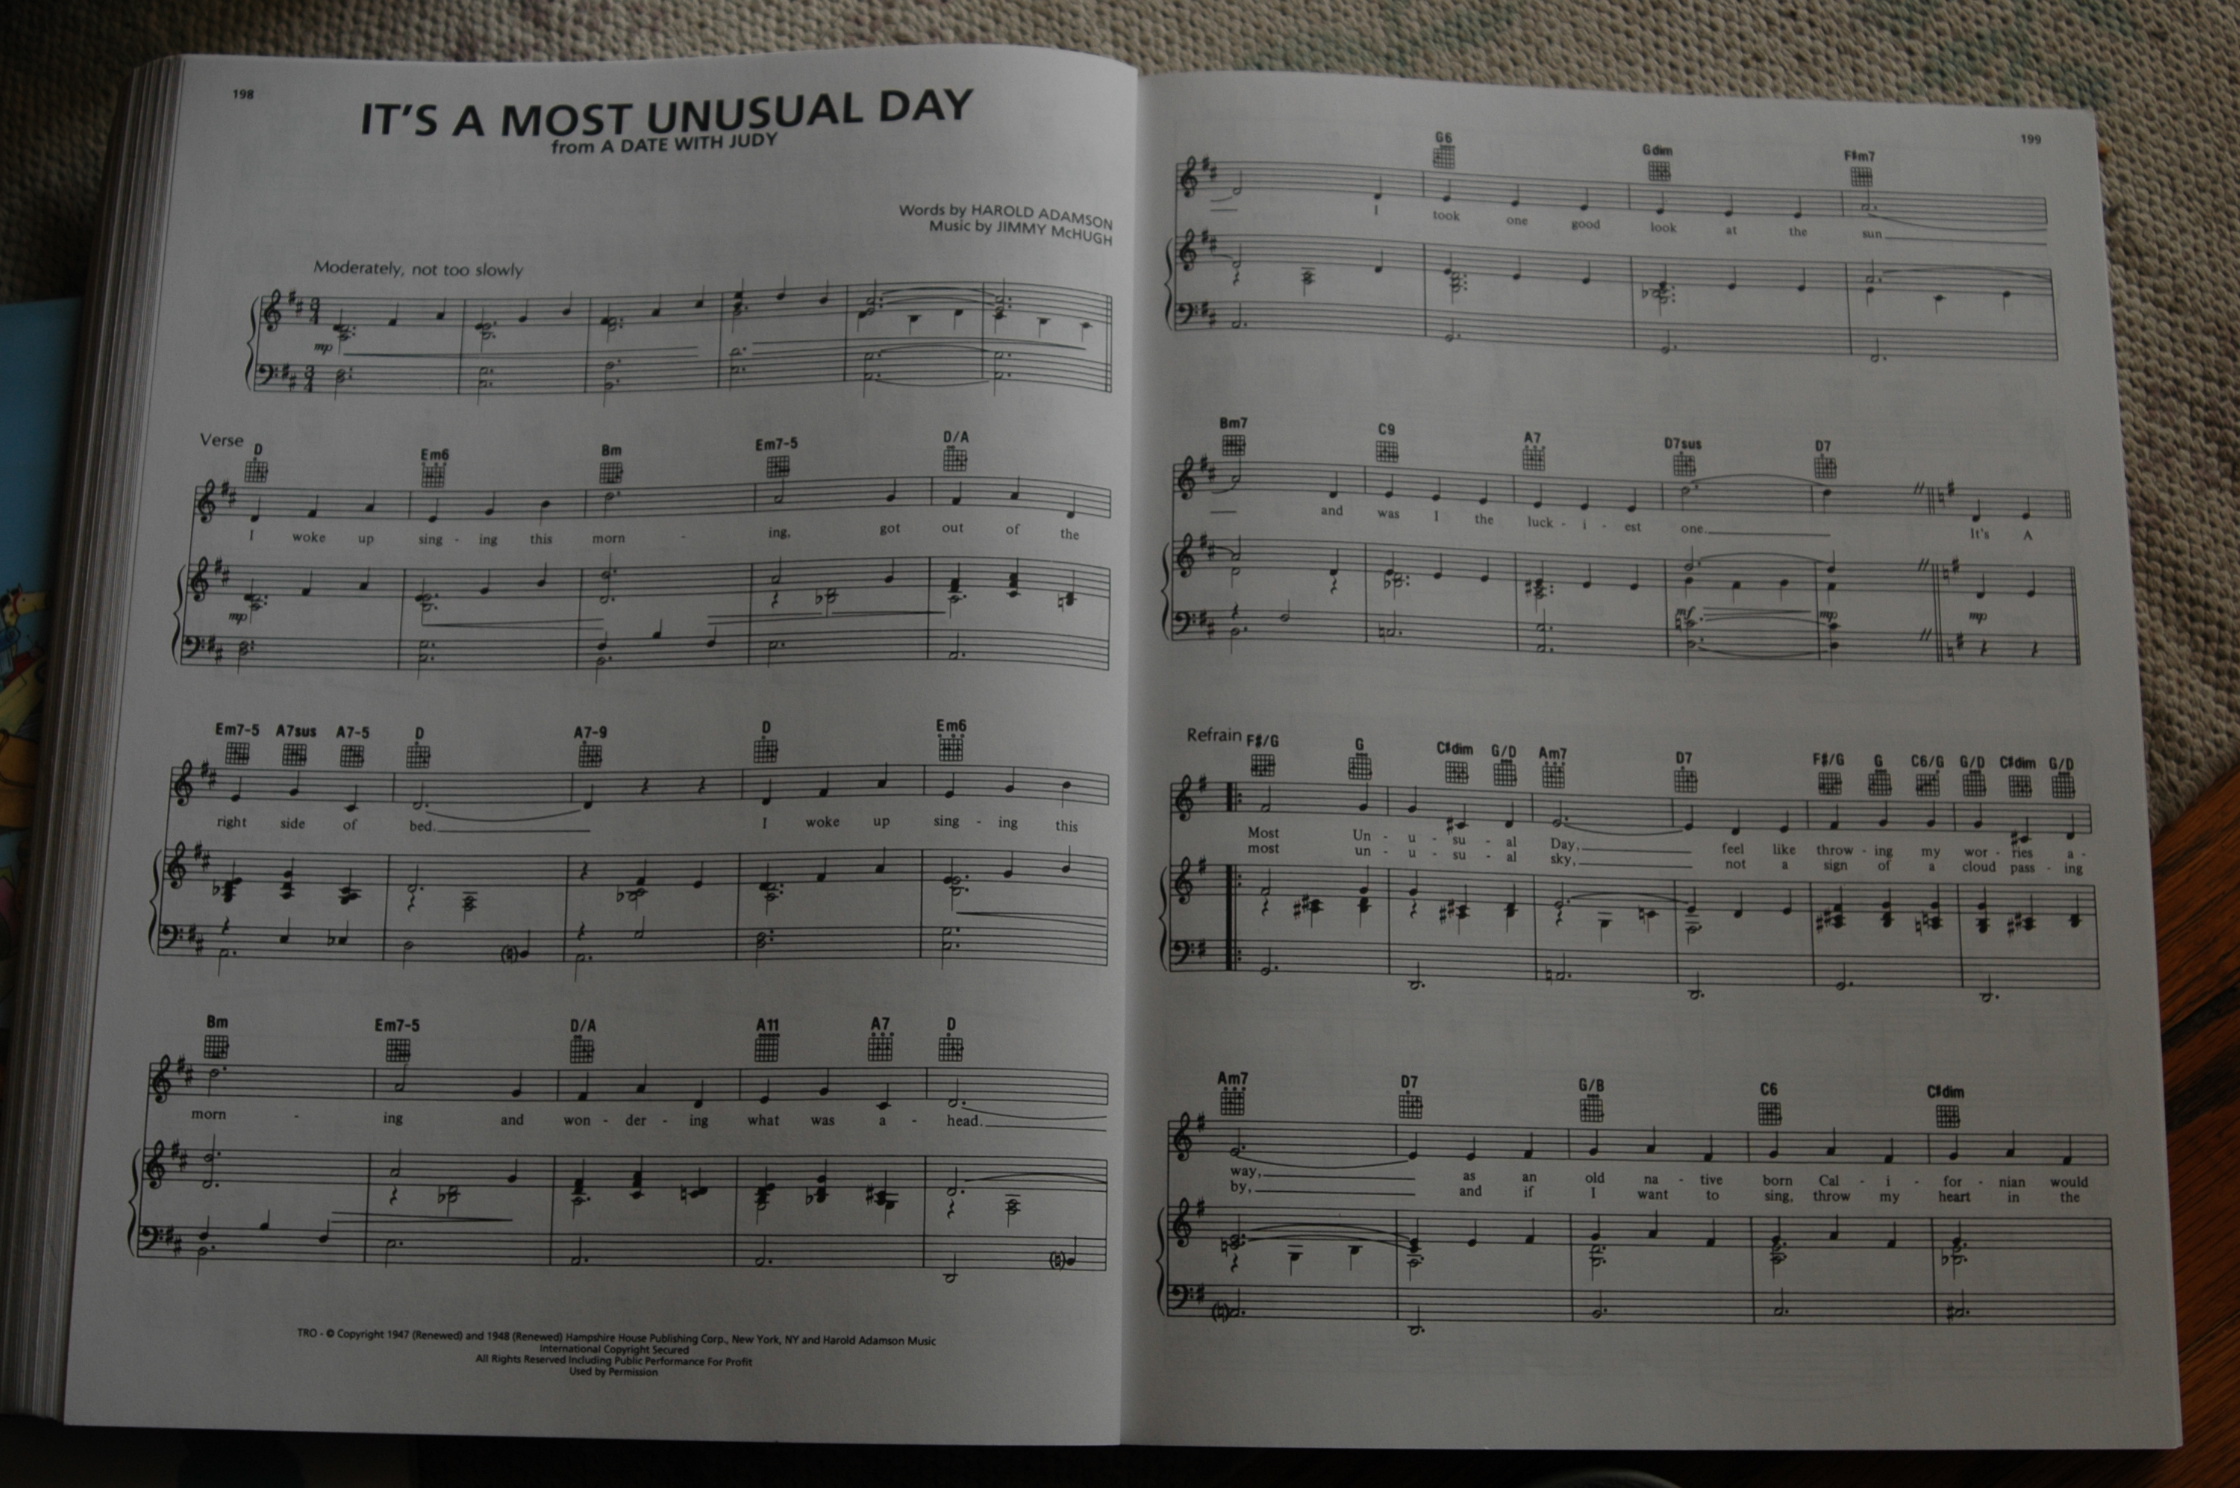 198
IT'S A MOST UNUSUAL DAY
from A DATE WITH JUDY
Words by HAROLD ADAMSON
Music by JIMMY McHUGH
Moderately, not too slowly
mp
Verse
D Em6 Bm Em7-5 D/A
I woke up sing - ing this morn - ing, got out of the
mp
Em7-5 A7sus A7-5 D A7-9 D Em6
right side of bed. I woke up sing - ing this
Bm Em7-5 D/A A11 A7 D
morn - ing and won - der - ing what was a - head.
TRO - © Copyright 1947 (Renewed) and 1948 (Renewed) Hampshire House Publishing Corp., New York, NY and Harold Adamson Music
International Copyright Secured
All Rights Reserved Including Public Performance For Profit
Used by Permission
199
G6 Gdim F♯m7
I took one good look at the sun
Bm7 C9 A7 D7sus D7
and was I the luck - i - est one. It's A
Refrain
F♯/G G C♯dim G/D Am7 D7 F♯/G G C6/G G/D C♯dim G/D
Most Un - u - su - al Day, feel like throw - ing my wor - ries a -
most un - u - su - al sky, not a sign of a cloud pass - ing
Am7 D7 G/B C6 C♯dim
way, as an old na - tive born Cal - i - for - nian would
by, and if I want to sing, throw my heart in the